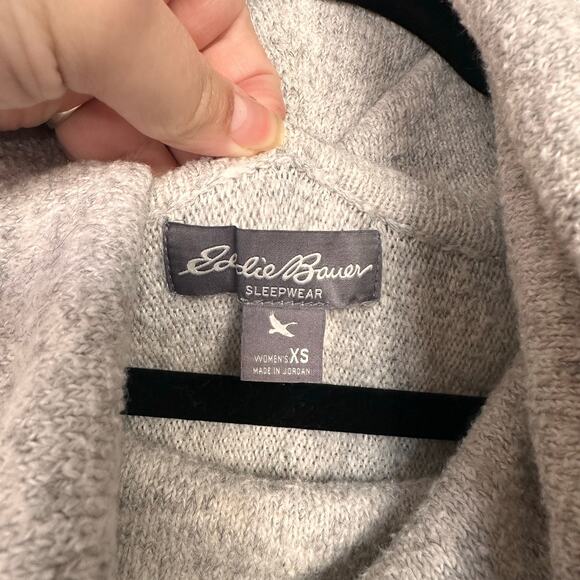 Eddie Bauer
SLEEPWEAR
WOMEN'S XS
MADE IN JORDAN